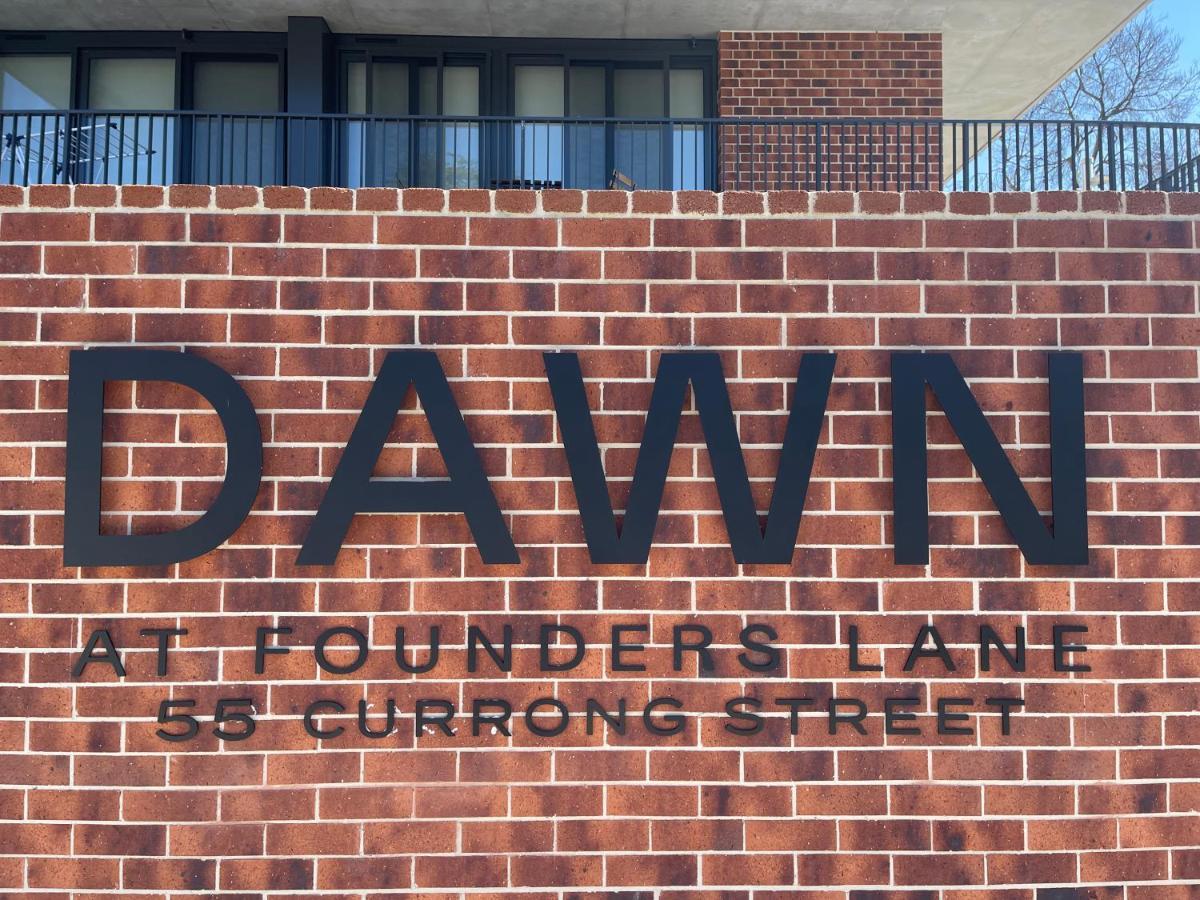 DAWN
AT FOUNDERS LANE
55 CURRONG STREET